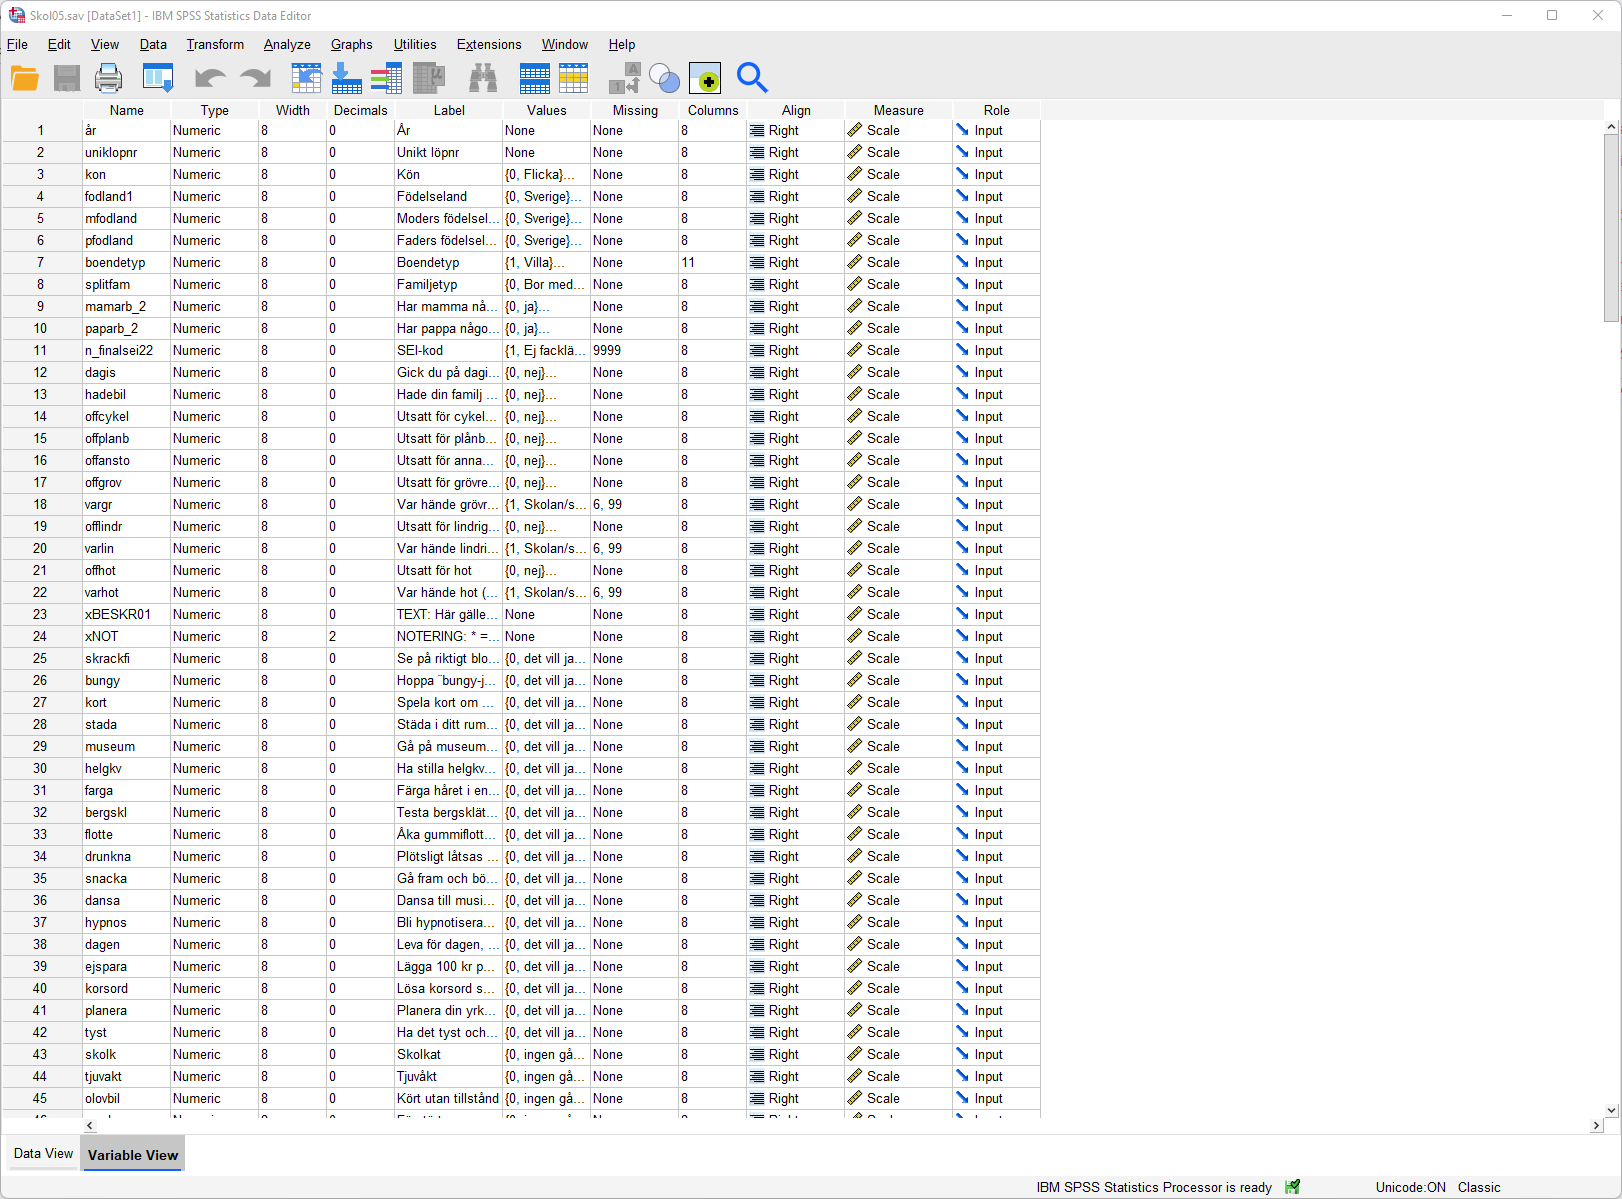 Skol05.sav [DataSet1] - IBM SPSS Statistics Data Editor
File Edit View Data Transform Analyze Graphs Utilities Extensions Window Help
Name Type Width Decimals Label Values Missing Columns Align Measure Role
1 år Numeric 8 0 År None None 8 Right Scale Input
2 uniklopnr Numeric 8 0 Unikt löpnr None None 8 Right Scale Input
3 kon Numeric 8 0 Kön {0, Flicka}... None 8 Right Scale Input
4 fodland1 Numeric 8 0 Födelseland {0, Sverige}... None 8 Right Scale Input
5 mfodland Numeric 8 0 Moders födelsel... {0, Sverige}... None 8 Right Scale Input
6 pfodland Numeric 8 0 Faders födelsel... {0, Sverige}... None 8 Right Scale Input
7 boendetyp Numeric 8 0 Boendetyp {1, Villa}... None 11 Right Scale Input
8 splitfam Numeric 8 0 Familjetyp {0, Bor med... None 8 Right Scale Input
9 mamarb_2 Numeric 8 0 Har mamma nå... {0, ja}... None 8 Right Scale Input
10 paparb_2 Numeric 8 0 Har pappa något... {0, ja}... None 8 Right Scale Input
11 n_finalsei22 Numeric 8 0 SEI-kod {1, Ej facklä... 9999 8 Right Scale Input
12 dagis Numeric 8 0 Gick du på dagi... {0, nej}... None 8 Right Scale Input
13 hadebil Numeric 8 0 Hade din familj ... {0, nej}... None 8 Right Scale Input
14 offcykel Numeric 8 0 Utsatt för cykel... {0, nej}... None 8 Right Scale Input
15 offplanb Numeric 8 0 Utsatt för plånb... {0, nej}... None 8 Right Scale Input
16 offansto Numeric 8 0 Utsatt för anna... {0, nej}... None 8 Right Scale Input
17 offgrov Numeric 8 0 Utsatt för grövre... {0, nej}... None 8 Right Scale Input
18 vargr Numeric 8 0 Var hände grövr... {1, Skolan/s... 6, 99 8 Right Scale Input
19 offlindr Numeric 8 0 Utsatt för lindrig... {0, nej}... None 8 Right Scale Input
20 varlin Numeric 8 0 Var hände lindri... {1, Skolan/s... 6, 99 8 Right Scale Input
21 offhot Numeric 8 0 Utsatt för hot {0, nej}... None 8 Right Scale Input
22 varhot Numeric 8 0 Var hände hot (... {1, Skolan/s... 6, 99 8 Right Scale Input
23 xBESKR01 Numeric 8 0 TEXT: Här gälle... None None 8 Right Scale Input
24 xNOT Numeric 8 2 NOTERING: * =... None None 8 Right Scale Input
25 skrackfi Numeric 8 0 Se på riktigt blo... {0, det vill ja... None 8 Right Scale Input
26 bungy Numeric 8 0 Hoppa ¨bungy-j... {0, det vill ja... None 8 Right Scale Input
27 kort Numeric 8 0 Spela kort om ... {0, det vill ja... None 8 Right Scale Input
28 stada Numeric 8 0 Städa i ditt rum... {0, det vill ja... None 8 Right Scale Input
29 museum Numeric 8 0 Gå på museum... {0, det vill ja... None 8 Right Scale Input
30 helgkv Numeric 8 0 Ha stilla helgkv... {0, det vill ja... None 8 Right Scale Input
31 farga Numeric 8 0 Färga håret i en... {0, det vill ja... None 8 Right Scale Input
32 bergskl Numeric 8 0 Testa bergsklät... {0, det vill ja... None 8 Right Scale Input
33 flotte Numeric 8 0 Åka gummiflott... {0, det vill ja... None 8 Right Scale Input
34 drunkna Numeric 8 0 Plötsligt låtsas ... {0, det vill ja... None 8 Right Scale Input
35 snacka Numeric 8 0 Gå fram och bö... {0, det vill ja... None 8 Right Scale Input
36 dansa Numeric 8 0 Dansa till musi... {0, det vill ja... None 8 Right Scale Input
37 hypnos Numeric 8 0 Bli hypnotisera... {0, det vill ja... None 8 Right Scale Input
38 dagen Numeric 8 0 Leva för dagen, ... {0, det vill ja... None 8 Right Scale Input
39 ejspara Numeric 8 0 Lägga 100 kr p... {0, det vill ja... None 8 Right Scale Input
40 korsord Numeric 8 0 Lösa korsord s... {0, det vill ja... None 8 Right Scale Input
41 planera Numeric 8 0 Planera din yrk... {0, det vill ja... None 8 Right Scale Input
42 tyst Numeric 8 0 Ha det tyst och... {0, det vill ja... None 8 Right Scale Input
43 skolk Numeric 8 0 Skolkat {0, ingen gå... None 8 Right Scale Input
44 tjuvakt Numeric 8 0 Tjuvåkt {0, ingen gå... None 8 Right Scale Input
45 olovbil Numeric 8 0 Kört utan tillstånd {0, ingen gå... None 8 Right Scale Input
Data View Variable View
IBM SPSS Statistics Processor is ready Unicode:ON Classic